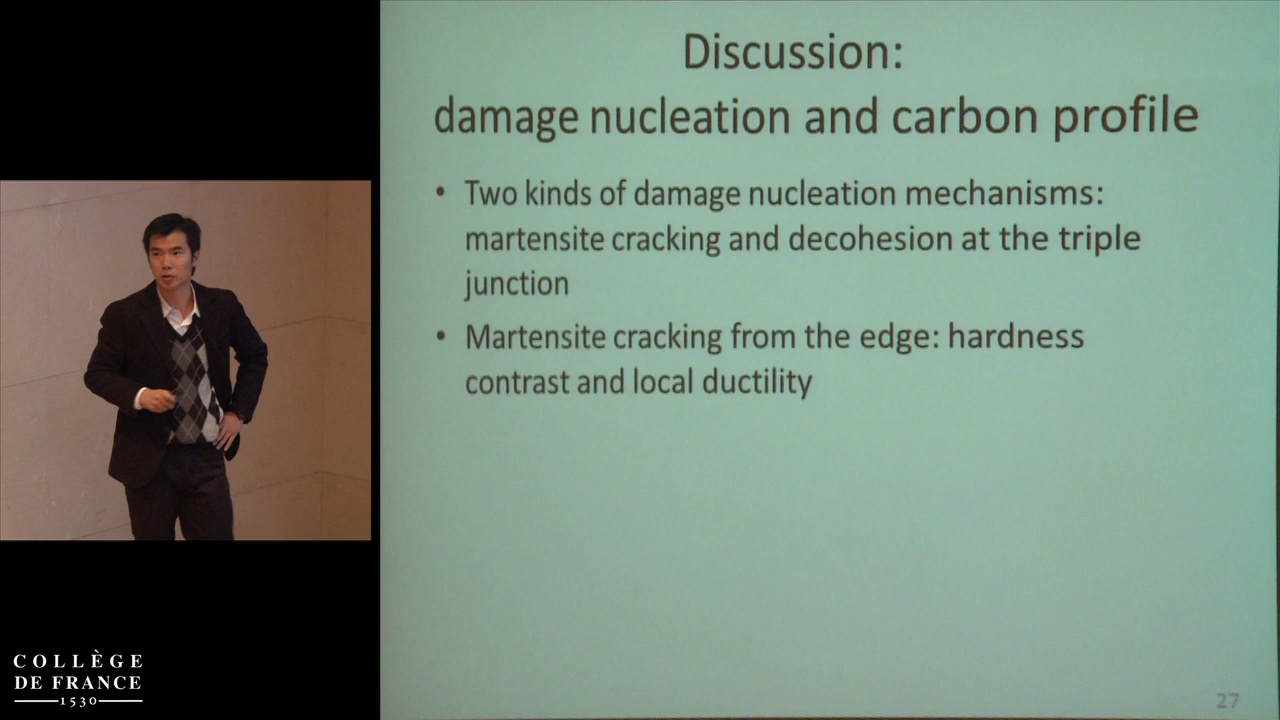 Discussion:
damage nucleation and carbon profile
• Two kinds of damage nucleation mechanisms:
martensite cracking and decohesion at the triple
junction
• Martensite cracking from the edge: hardness
contrast and local ductility
27
COLLÈGE
DE FRANCE
1530